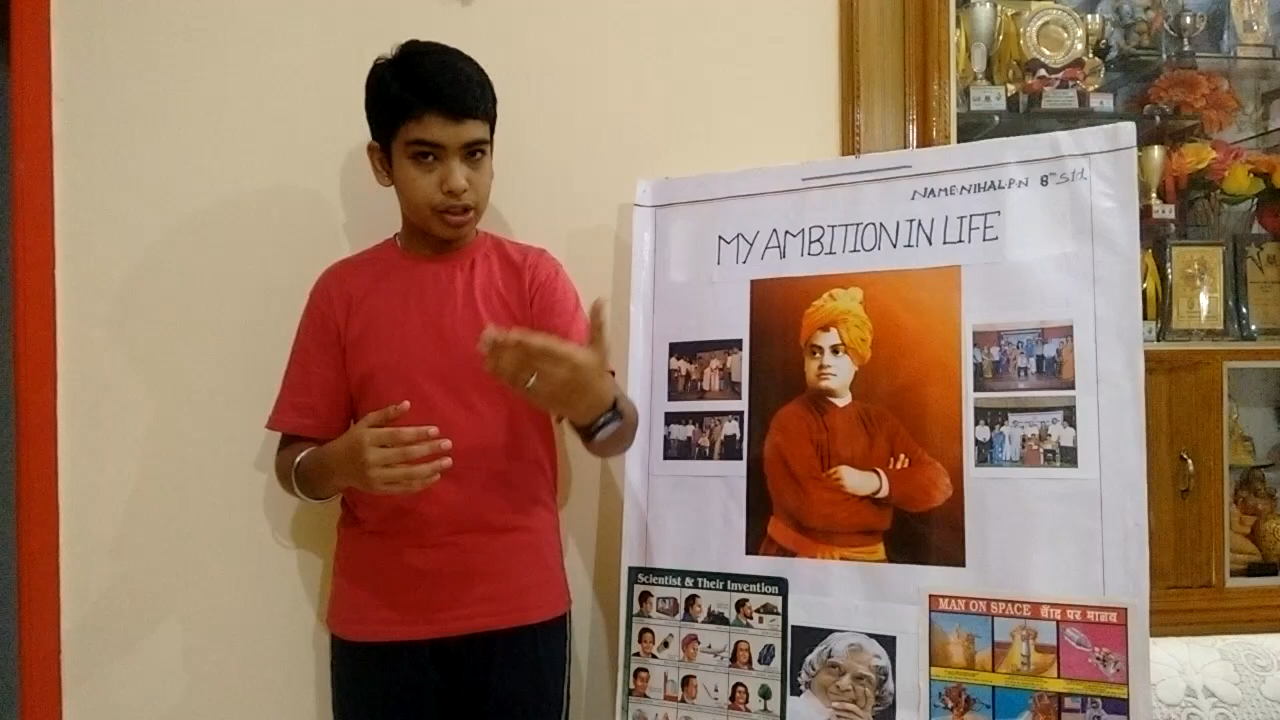 NAME:NIHAL.P.N 8th Std.
MY AMBITION IN LIFE
Scientist & Their Invention
MAN ON SPACE चाँद पर मानव